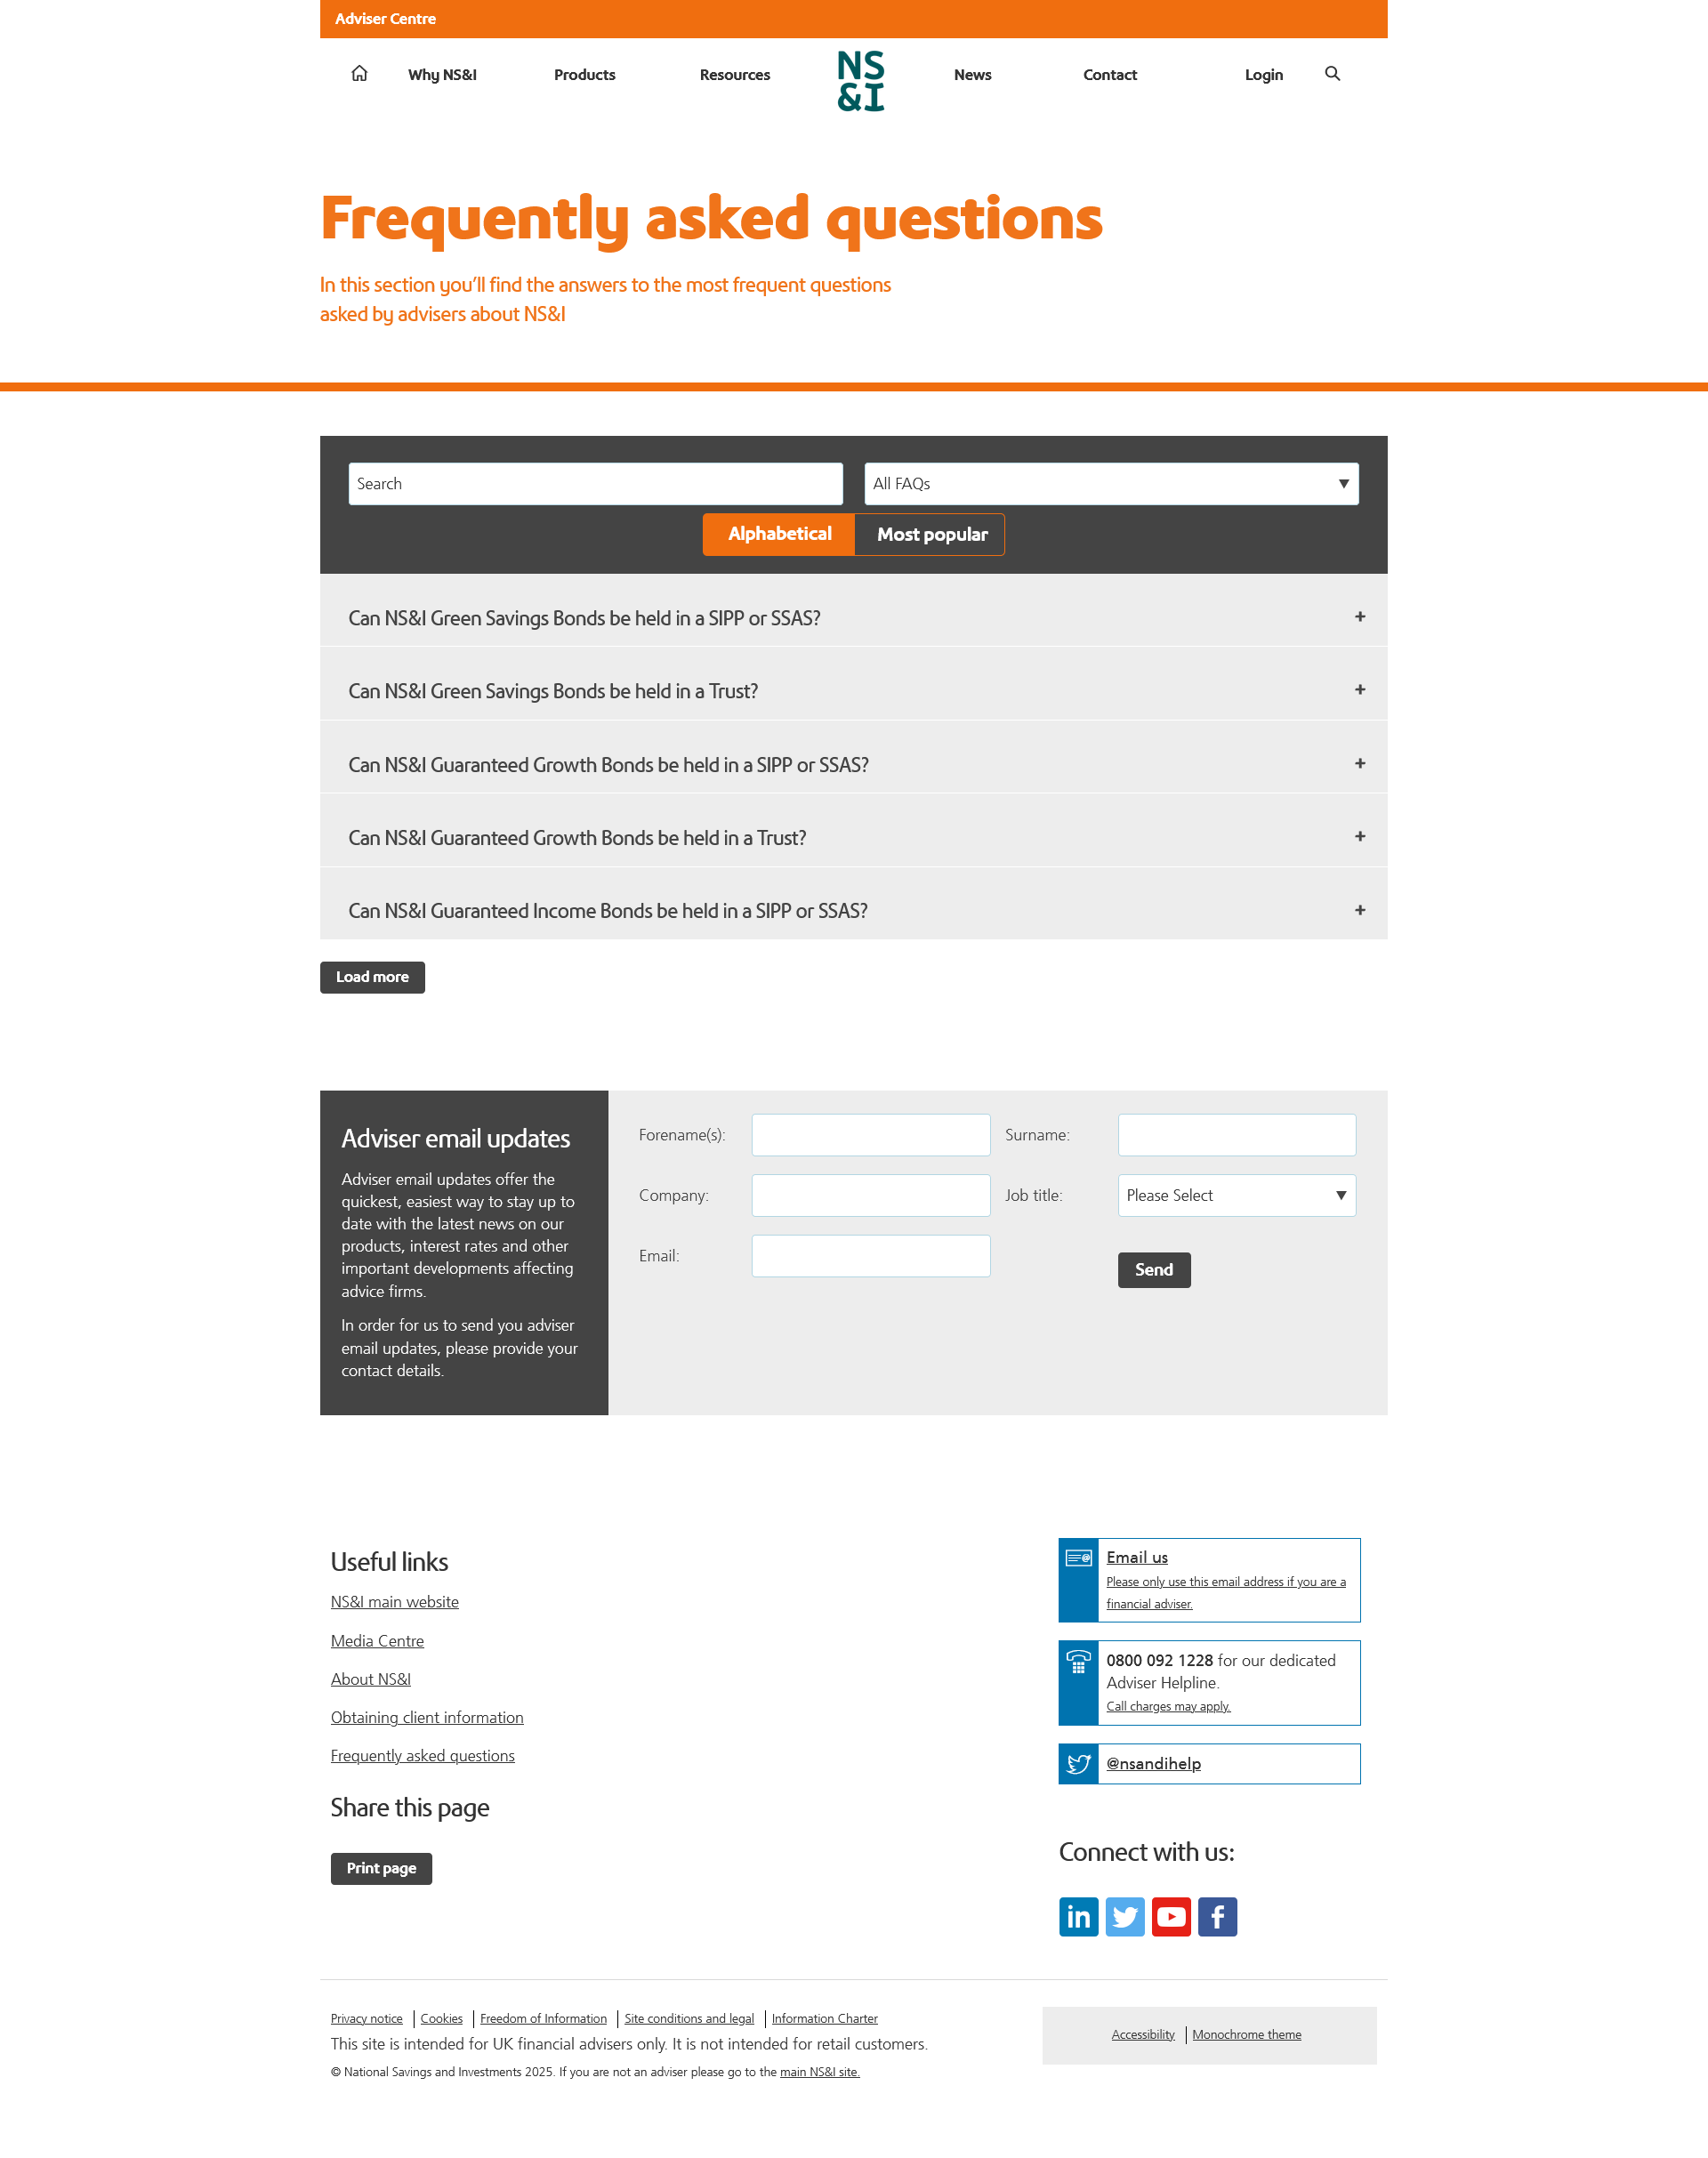 Adviser Centre
Why NS&I
Products
Resources
NS
&I
News
Contact
Login
Frequently asked questions
In this section you’ll find the answers to the most frequent questions
asked by advisers about NS&I
Search
All FAQs
Alphabetical
Most popular
Can NS&I Green Savings Bonds be held in a SIPP or SSAS?
+
Can NS&I Green Savings Bonds be held in a Trust?
+
Can NS&I Guaranteed Growth Bonds be held in a SIPP or SSAS?
+
Can NS&I Guaranteed Growth Bonds be held in a Trust?
+
Can NS&I Guaranteed Income Bonds be held in a SIPP or SSAS?
+
Load more
Adviser email updates
Adviser email updates offer the
quickest, easiest way to stay up to
date with the latest news on our
products, interest rates and other
important developments affecting
advice firms.
In order for us to send you adviser
email updates, please provide your
contact details.
Forename(s):
Surname:
Company:
Job title:
Please Select
Email:
Send
Useful links
NS&I main website
Media Centre
About NS&I
Obtaining client information
Frequently asked questions
Share this page
Print page
Email us
Please only use this email address if you are a
financial adviser.
0800 092 1228 for our dedicated
Adviser Helpline.
Call charges may apply.
@nsandihelp
Connect with us:
Privacy notice
Cookies
Freedom of Information
Site conditions and legal
Information Charter
This site is intended for UK financial advisers only. It is not intended for retail customers.
© National Savings and Investments 2025. If you are not an adviser please go to the main NS&I site.
Accessibility
Monochrome theme